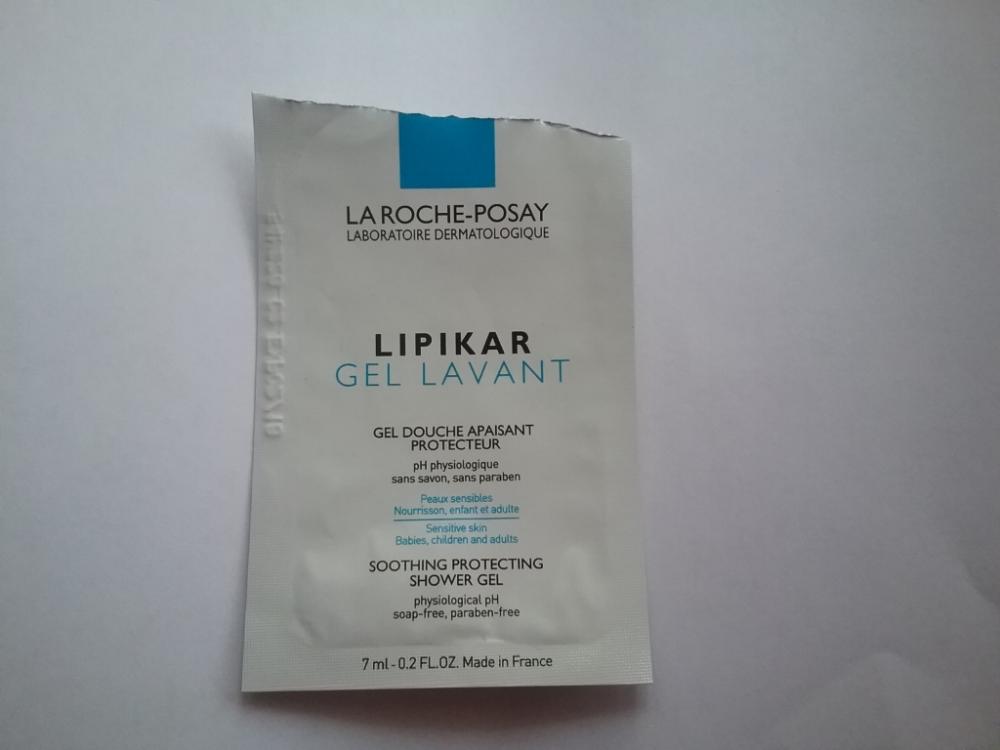 LA ROCHE-POSAY
LABORATOIRE DERMATOLOGIQUE
LIPIKAR
GEL LAVANT
GEL DOUCHE APAISANT
PROTECTEUR
pH physiologique
sans savon, sans paraben
Peaux sensibles
Nourrisson, enfant et adulte
Sensitive skin
Babies, children and adults
SOOTHING PROTECTING
SHOWER GEL
physiological pH
soap-free, paraben-free
7 ml - 0.2 FL.OZ. Made in France